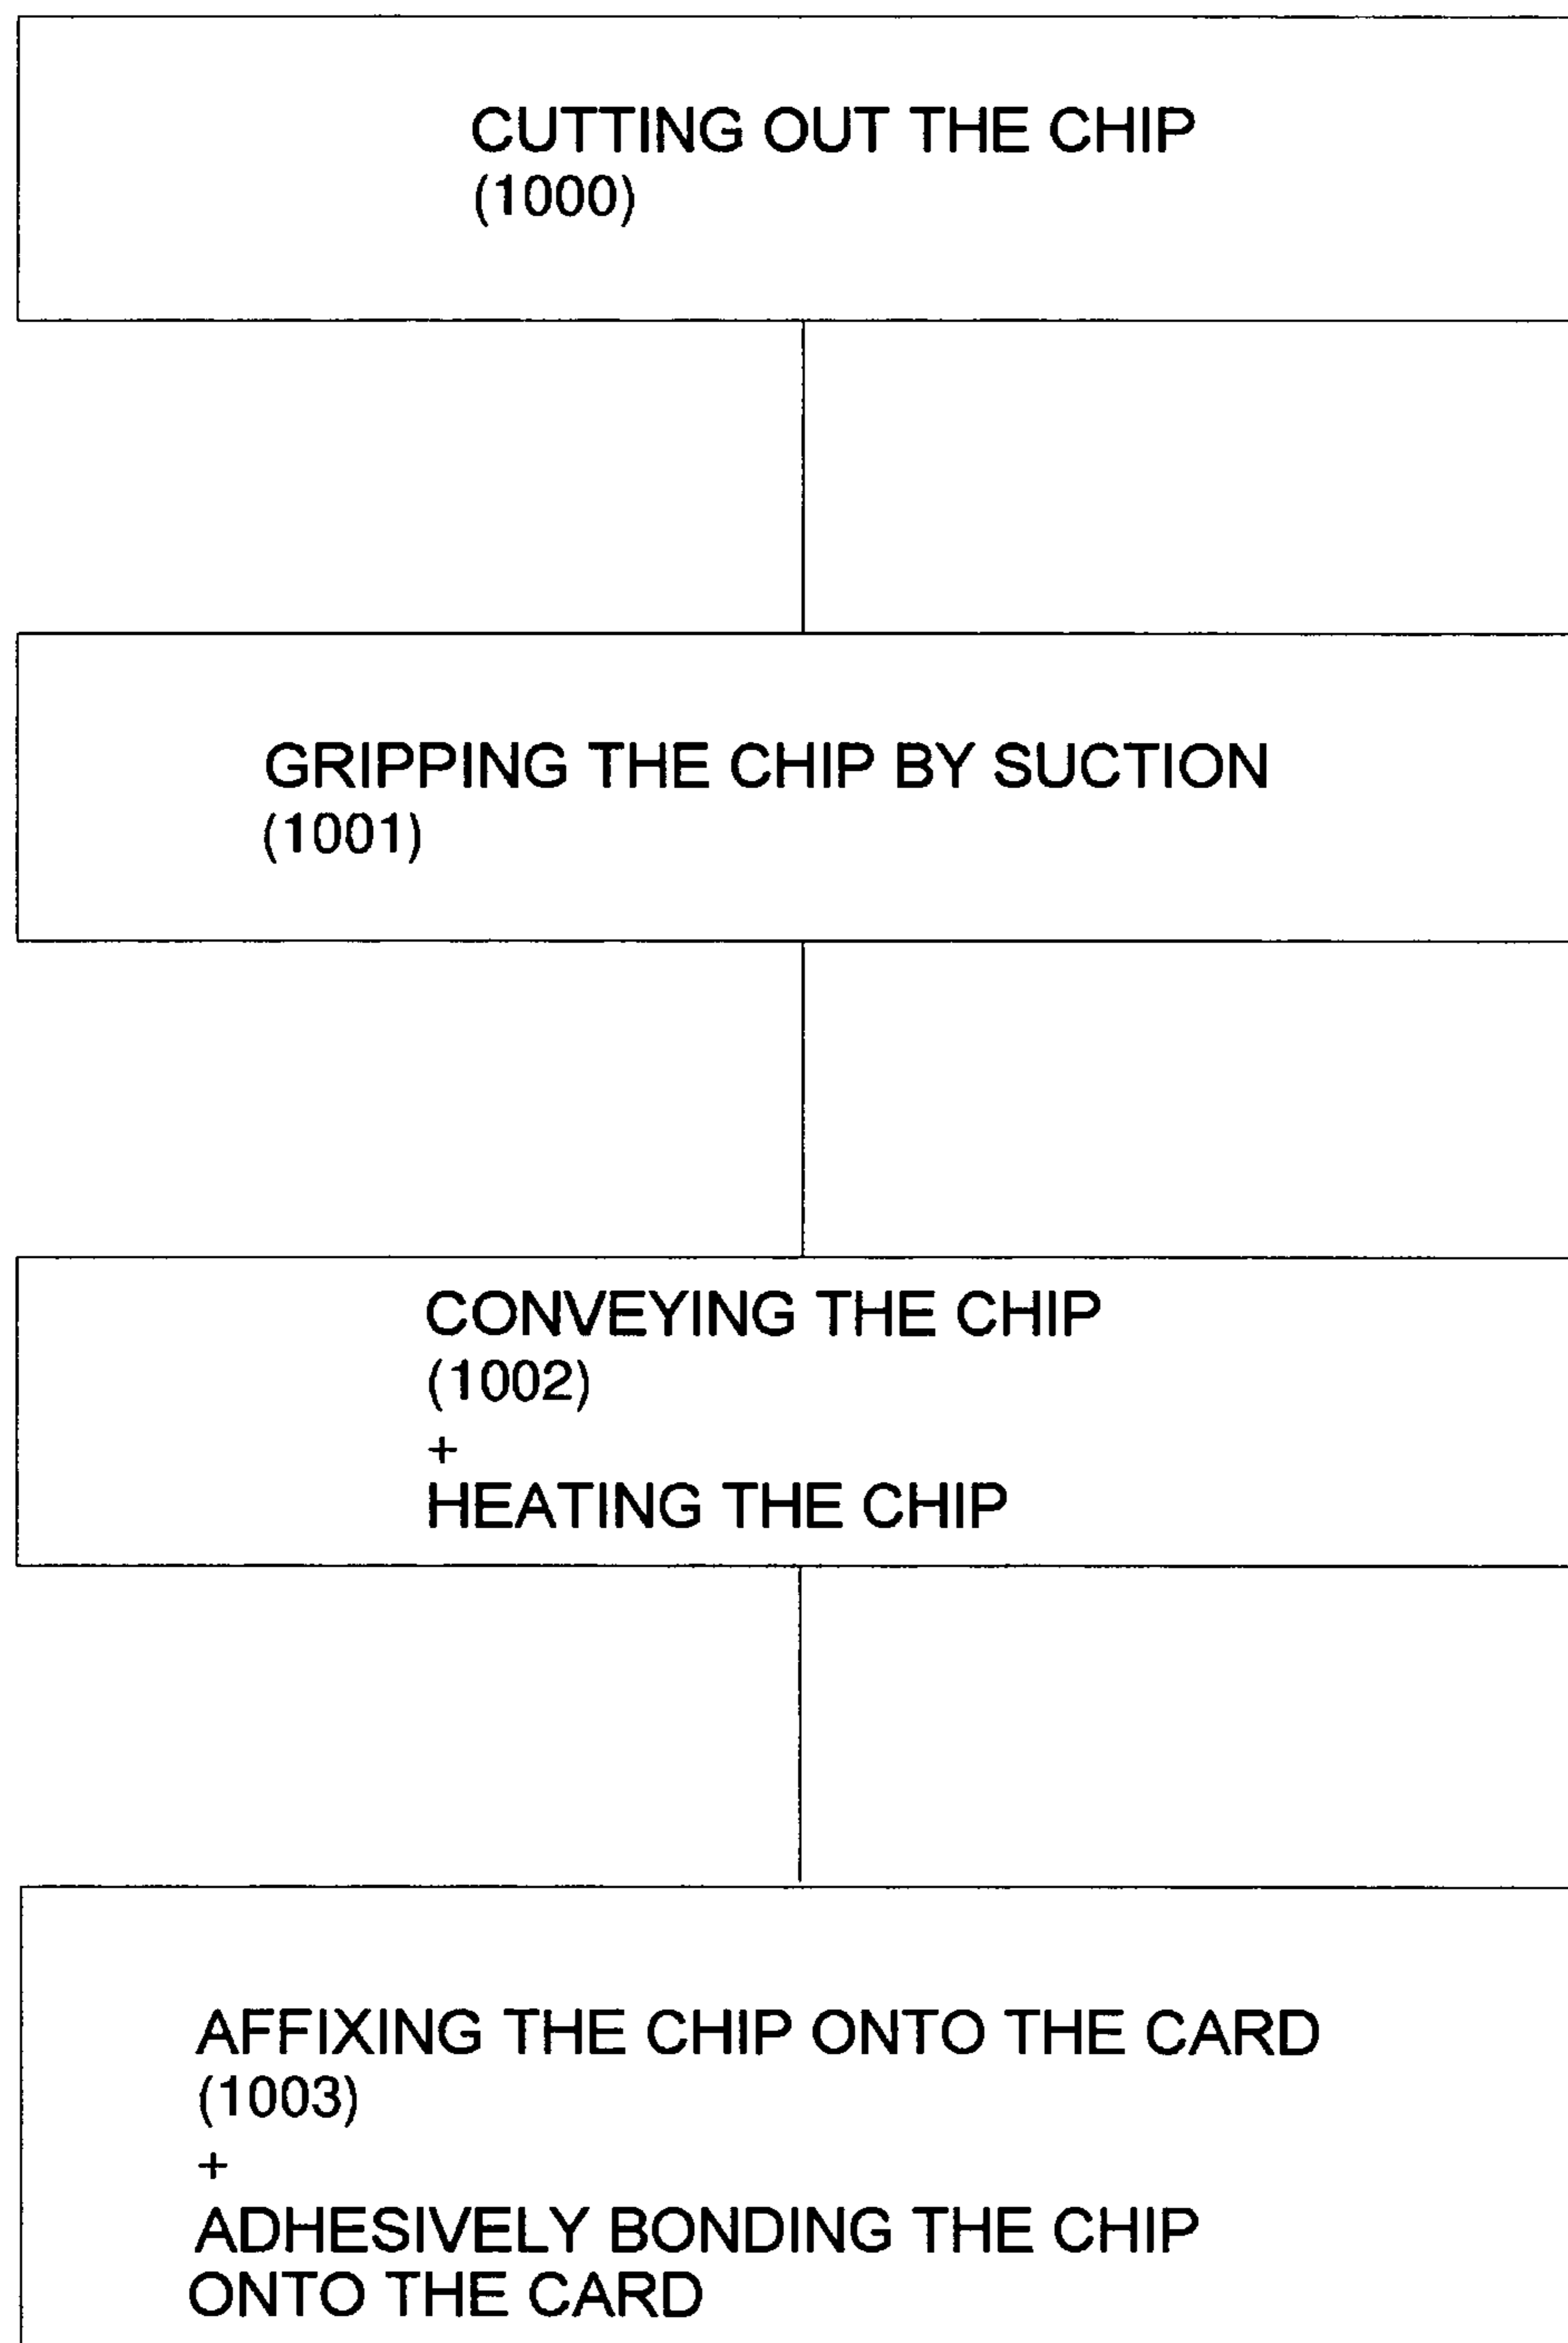 CUTTING OUT THE CHIP
(1000)
GRIPPING THE CHIP BY SUCTION
(1001)
CONVEYING THE CHIP
(1002)
+
HEATING THE CHIP
AFFIXING THE CHIP ONTO THE CARD
(1003)
+
ADHESIVELY BONDING THE CHIP
ONTO THE CARD